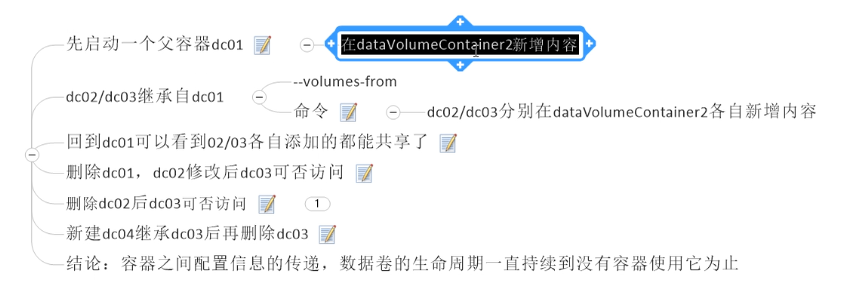 先启动一个父容器dc01
在dataVolumeContainer2新增内容
dc02/dc03继承自dc01
--volumes-from
命令
dc02/dc03分别在dataVolumeContainer2各自新增内容
回到dc01可以看到02/03各自添加的都能共享了
删除dc01，dc02修改后dc03可否访问
删除dc02后dc03可否访问
1
新建dc04继承dc03后再删除dc03
结论：容器之间配置信息的传递，数据卷的生命周期一直持续到没有容器使用它为止